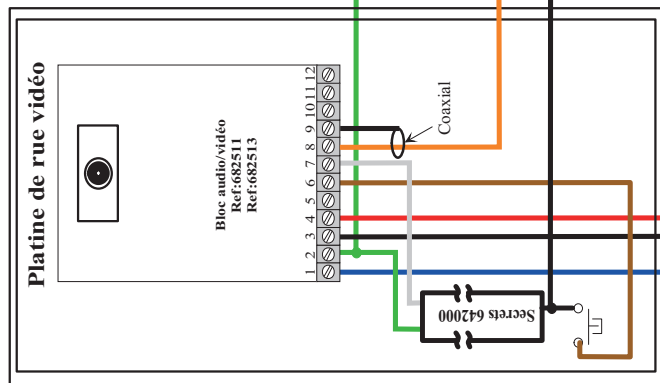 Platine de rue vidéo
Bloc audio/vidéo
Ref:682511
Ref:682513
12
11
10
9
8
7
6
5
4
3
2
1
Coaxial
Secrets 642000